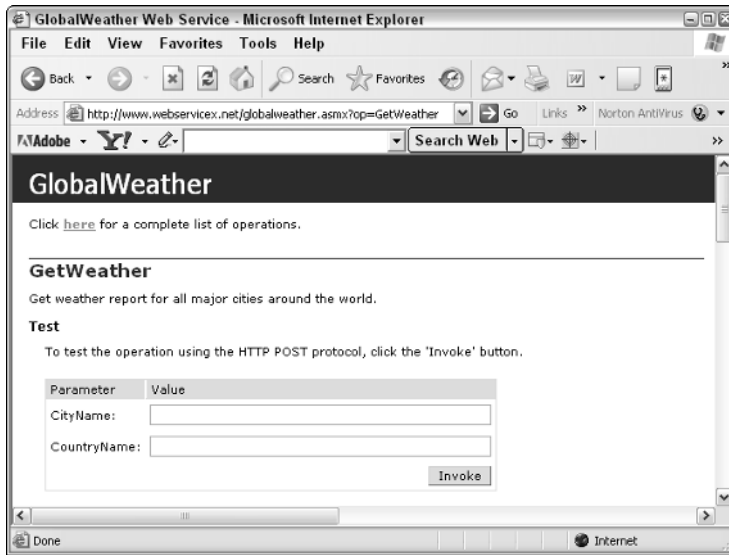 GlobalWeather Web Service - Microsoft Internet Explorer
File Edit View Favorites Tools Help
Back Search Favorites W »
Address http://www.webservicex.net/globalweather.asmx?op=GetWeather Go Links » Norton AntiVirus
Adobe Y! Search Web »
GlobalWeather
Click here for a complete list of operations.
GetWeather
Get weather report for all major cities around the world.
Test
To test the operation using the HTTP POST protocol, click the 'Invoke' button.
Parameter Value
CityName:
CountryName:
Invoke
Done Internet